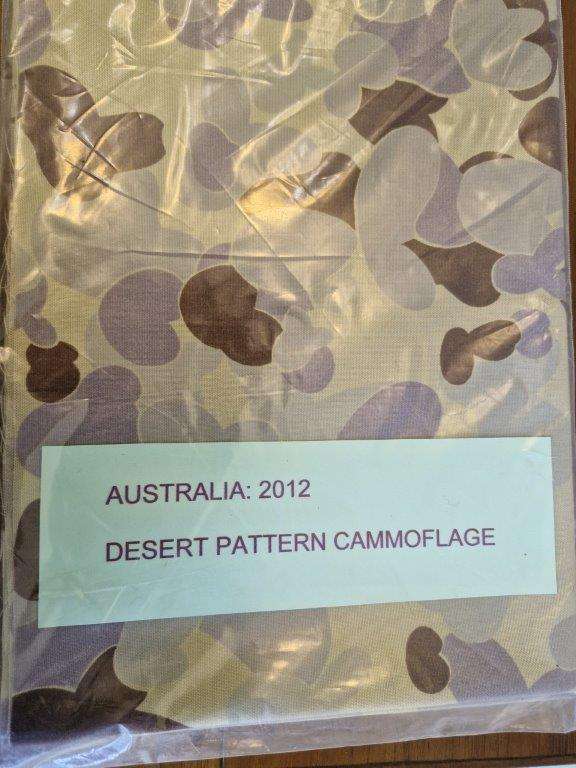 AUSTRALIA: 2012
DESERT PATTERN CAMMOFLAGE